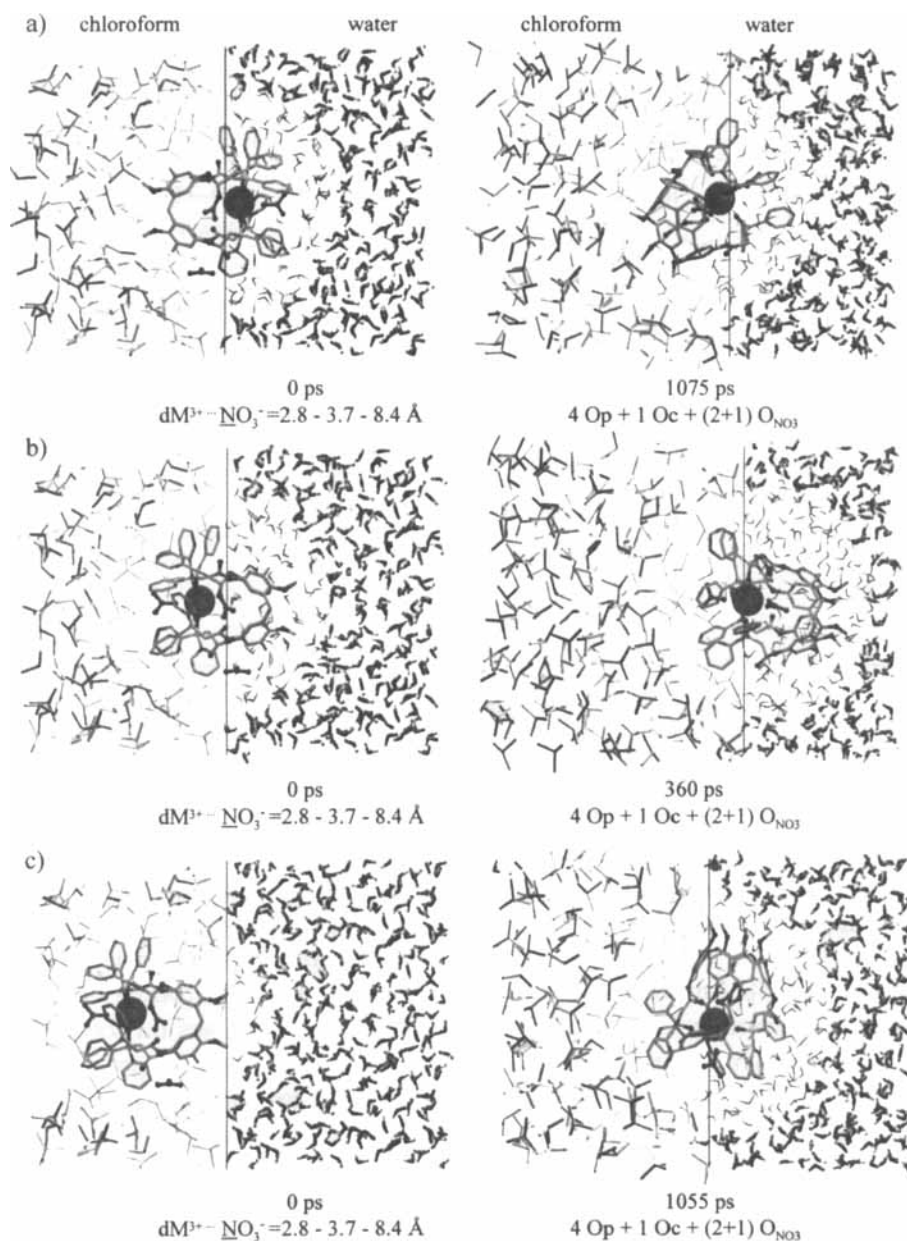 a) chloroform water chloroform water
0 ps 1075 ps
dM³⁺ ··· NO₃⁻ =2.8 - 3.7 - 8.4 Å 4 Op + 1 Oc + (2+1) O_NO3
b)
0 ps 360 ps
dM³⁺ ··· NO₃⁻ =2.8 - 3.7 - 8.4 Å 4 Op + 1 Oc + (2+1) O_NO3
c)
0 ps 1055 ps
dM³⁺ ··· NO₃⁻ =2.8 - 3.7 - 8.4 Å 4 Op + 1 Oc + (2+1) O_NO3